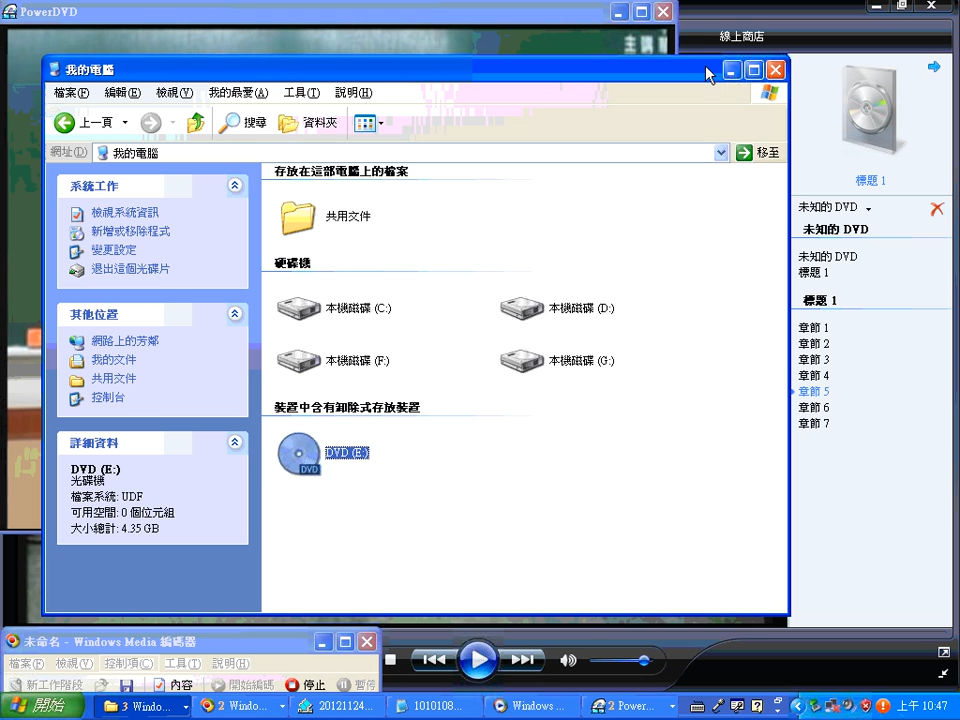 PowerDVD
線上商店
主講
我的電腦
檔案(F) 編輯(E) 檢視(V) 我的最愛(A) 工具(T) 說明(H)
上一頁 搜尋 資料夾
網址(D) 我的電腦 移至
系統工作
檢視系統資訊
新增或移除程式
變更設定
退出這個光碟片
其他位置
網路上的芳鄰
我的文件
共用文件
控制台
詳細資料
DVD (E:)
光碟機
檔案系統: UDF
可用空間: 0 個位元組
大小總計: 4.35 GB
存放在這部電腦上的檔案
共用文件
硬碟機
本機磁碟 (C:) 本機磁碟 (D:)
本機磁碟 (F:) 本機磁碟 (G:)
裝置中含有卸除式存放裝置
DVD (E:)
DVD
標題 1
未知的 DVD
未知的 DVD
未知的 DVD
標題 1
標題 1
章節 1
章節 2
章節 3
章節 4
章節 5
章節 6
章節 7
未命名 - Windows Media 編碼器
檔案(F) 檢視(V) 控制項(C) 工具(T) 說明(H)
新工作階段 內容 開始編碼 停止 暫停
開始 3 Windo... 2 Windo... 20121124... 1010108... Windows ... 2 Power... 上午 10:47